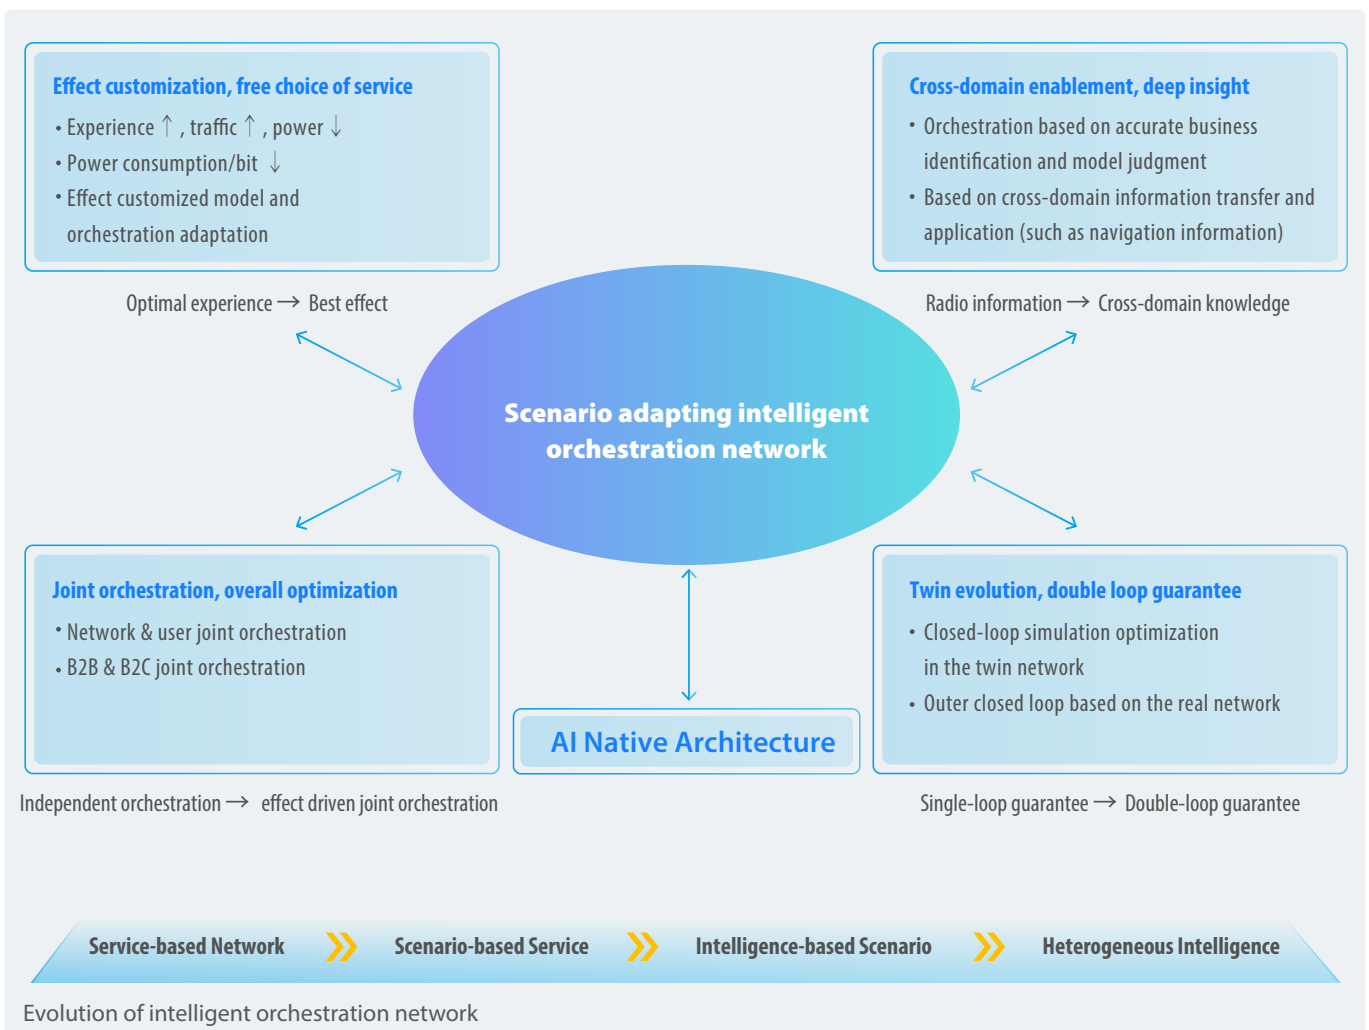 Effect customization, free choice of service
• Experience ↑ , traffic ↑ , power ↓
• Power consumption/bit ↓
• Effect customized model and
orchestration adaptation
Optimal experience → Best effect
Cross-domain enablement, deep insight
• Orchestration based on accurate business
identification and model judgment
• Based on cross-domain information transfer and
application (such as navigation information)
Radio information → Cross-domain knowledge
Scenario adapting intelligent
orchestration network
Joint orchestration, overall optimization
• Network & user joint orchestration
• B2B & B2C joint orchestration
Independent orchestration → effect driven joint orchestration
AI Native Architecture
Twin evolution, double loop guarantee
• Closed-loop simulation optimization
in the twin network
• Outer closed loop based on the real network
Single-loop guarantee → Double-loop guarantee
Service-based Network
Scenario-based Service
Intelligence-based Scenario
Heterogeneous Intelligence
Evolution of intelligent orchestration network